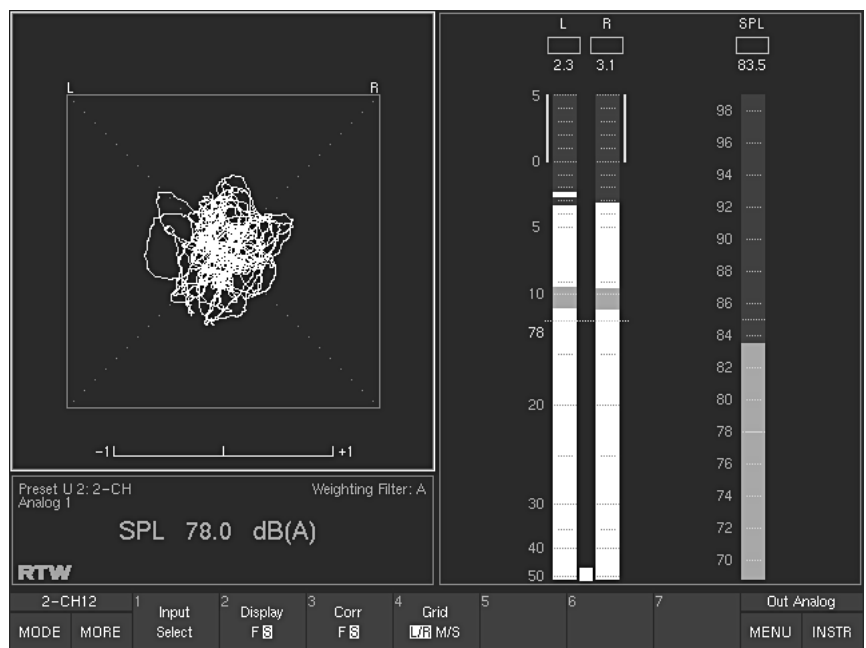 L R
-1 +1
Preset U 2: 2-CH
Analog 1
Weighting Filter: A
SPL 78.0 dB(A)
RTW
L R SPL
2.3 3.1 83.5
5
0
5
10
78
20
30
40
50
98
96
94
92
90
88
86
84
82
80
78
76
74
72
70
2-CH12
MODE MORE
1 Input
Select
2 Display
F S
3 Corr
F S
4 Grid
L/R M/S
5
6
7
Out Analog
MENU INSTR